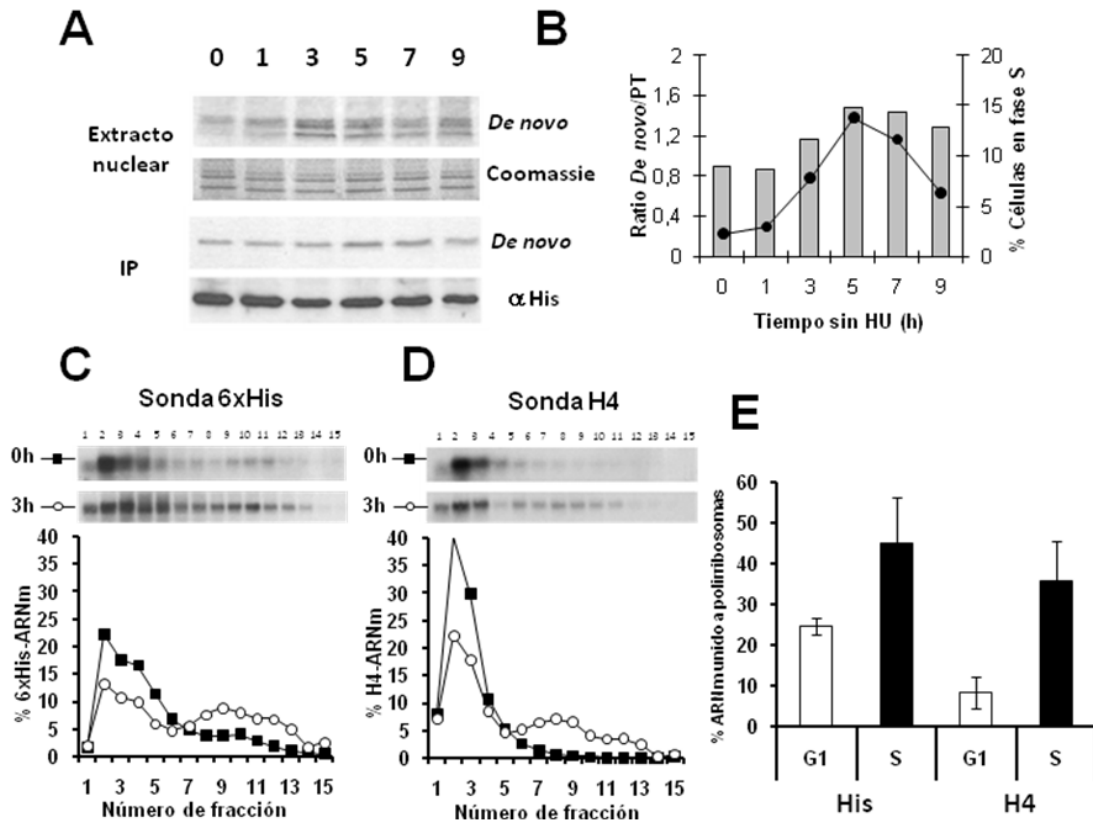 A
0 1 3 5 7 9
Extracto
nuclear
De novo
Coomassie
IP
De novo
αHis
B
2
1,6
1,2
0,8
0,4
0
Ratio De novo/PT
20
15
10
5
0
% Células en fase S
0 1 3 5 7 9
Tiempo sin HU (h)
C
Sonda 6xHis
1 2 3 4 5 6 7 8 9 10 11 12 13 14 15
0h
3h
40
35
30
25
20
15
10
5
0
% 6xHis-ARNm
1 3 5 7 9 11 13 15
Número de fracción
D
Sonda H4
1 2 3 4 5 6 7 8 9 10 11 12 13 14 15
0h
3h
40
35
30
25
20
15
10
5
0
% H4-ARNm
1 3 5 7 9 11 13 15
Número de fracción
E
60
50
40
30
20
10
0
% ARNm unido a polirribosomas
G1 S G1 S
His H4